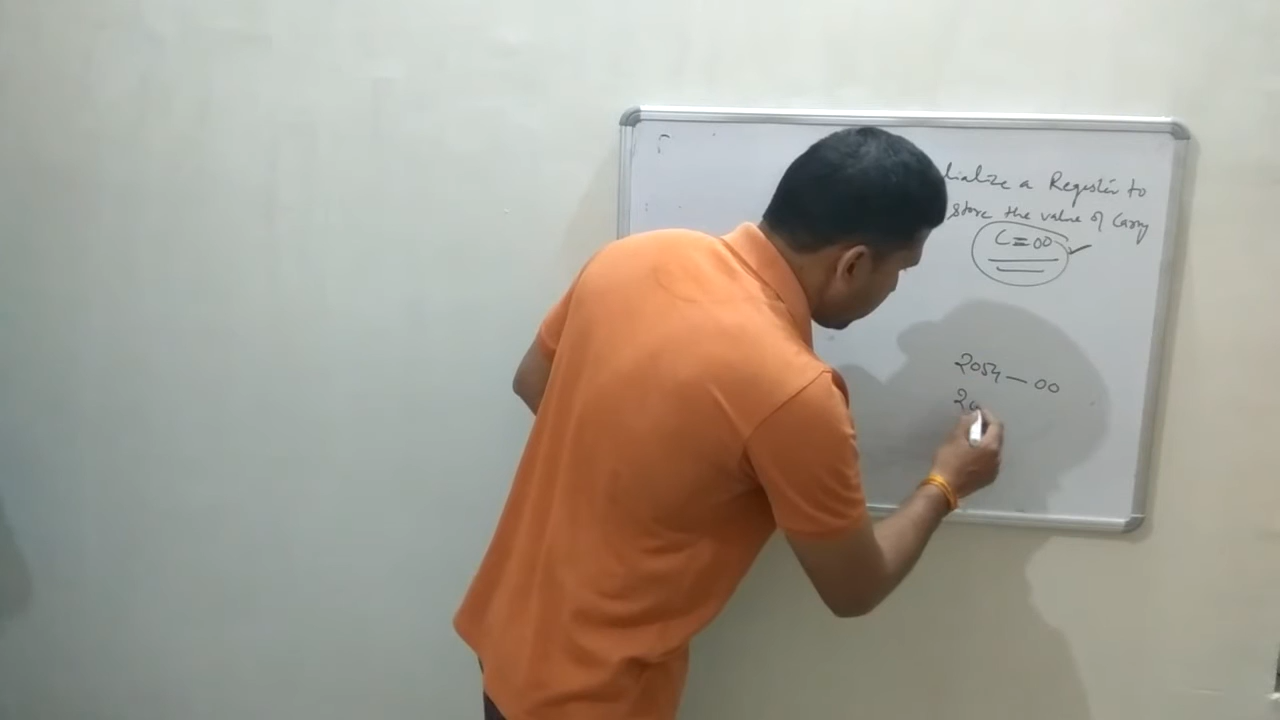 a Register to
store the value of Carry
C=00
2054 — 00